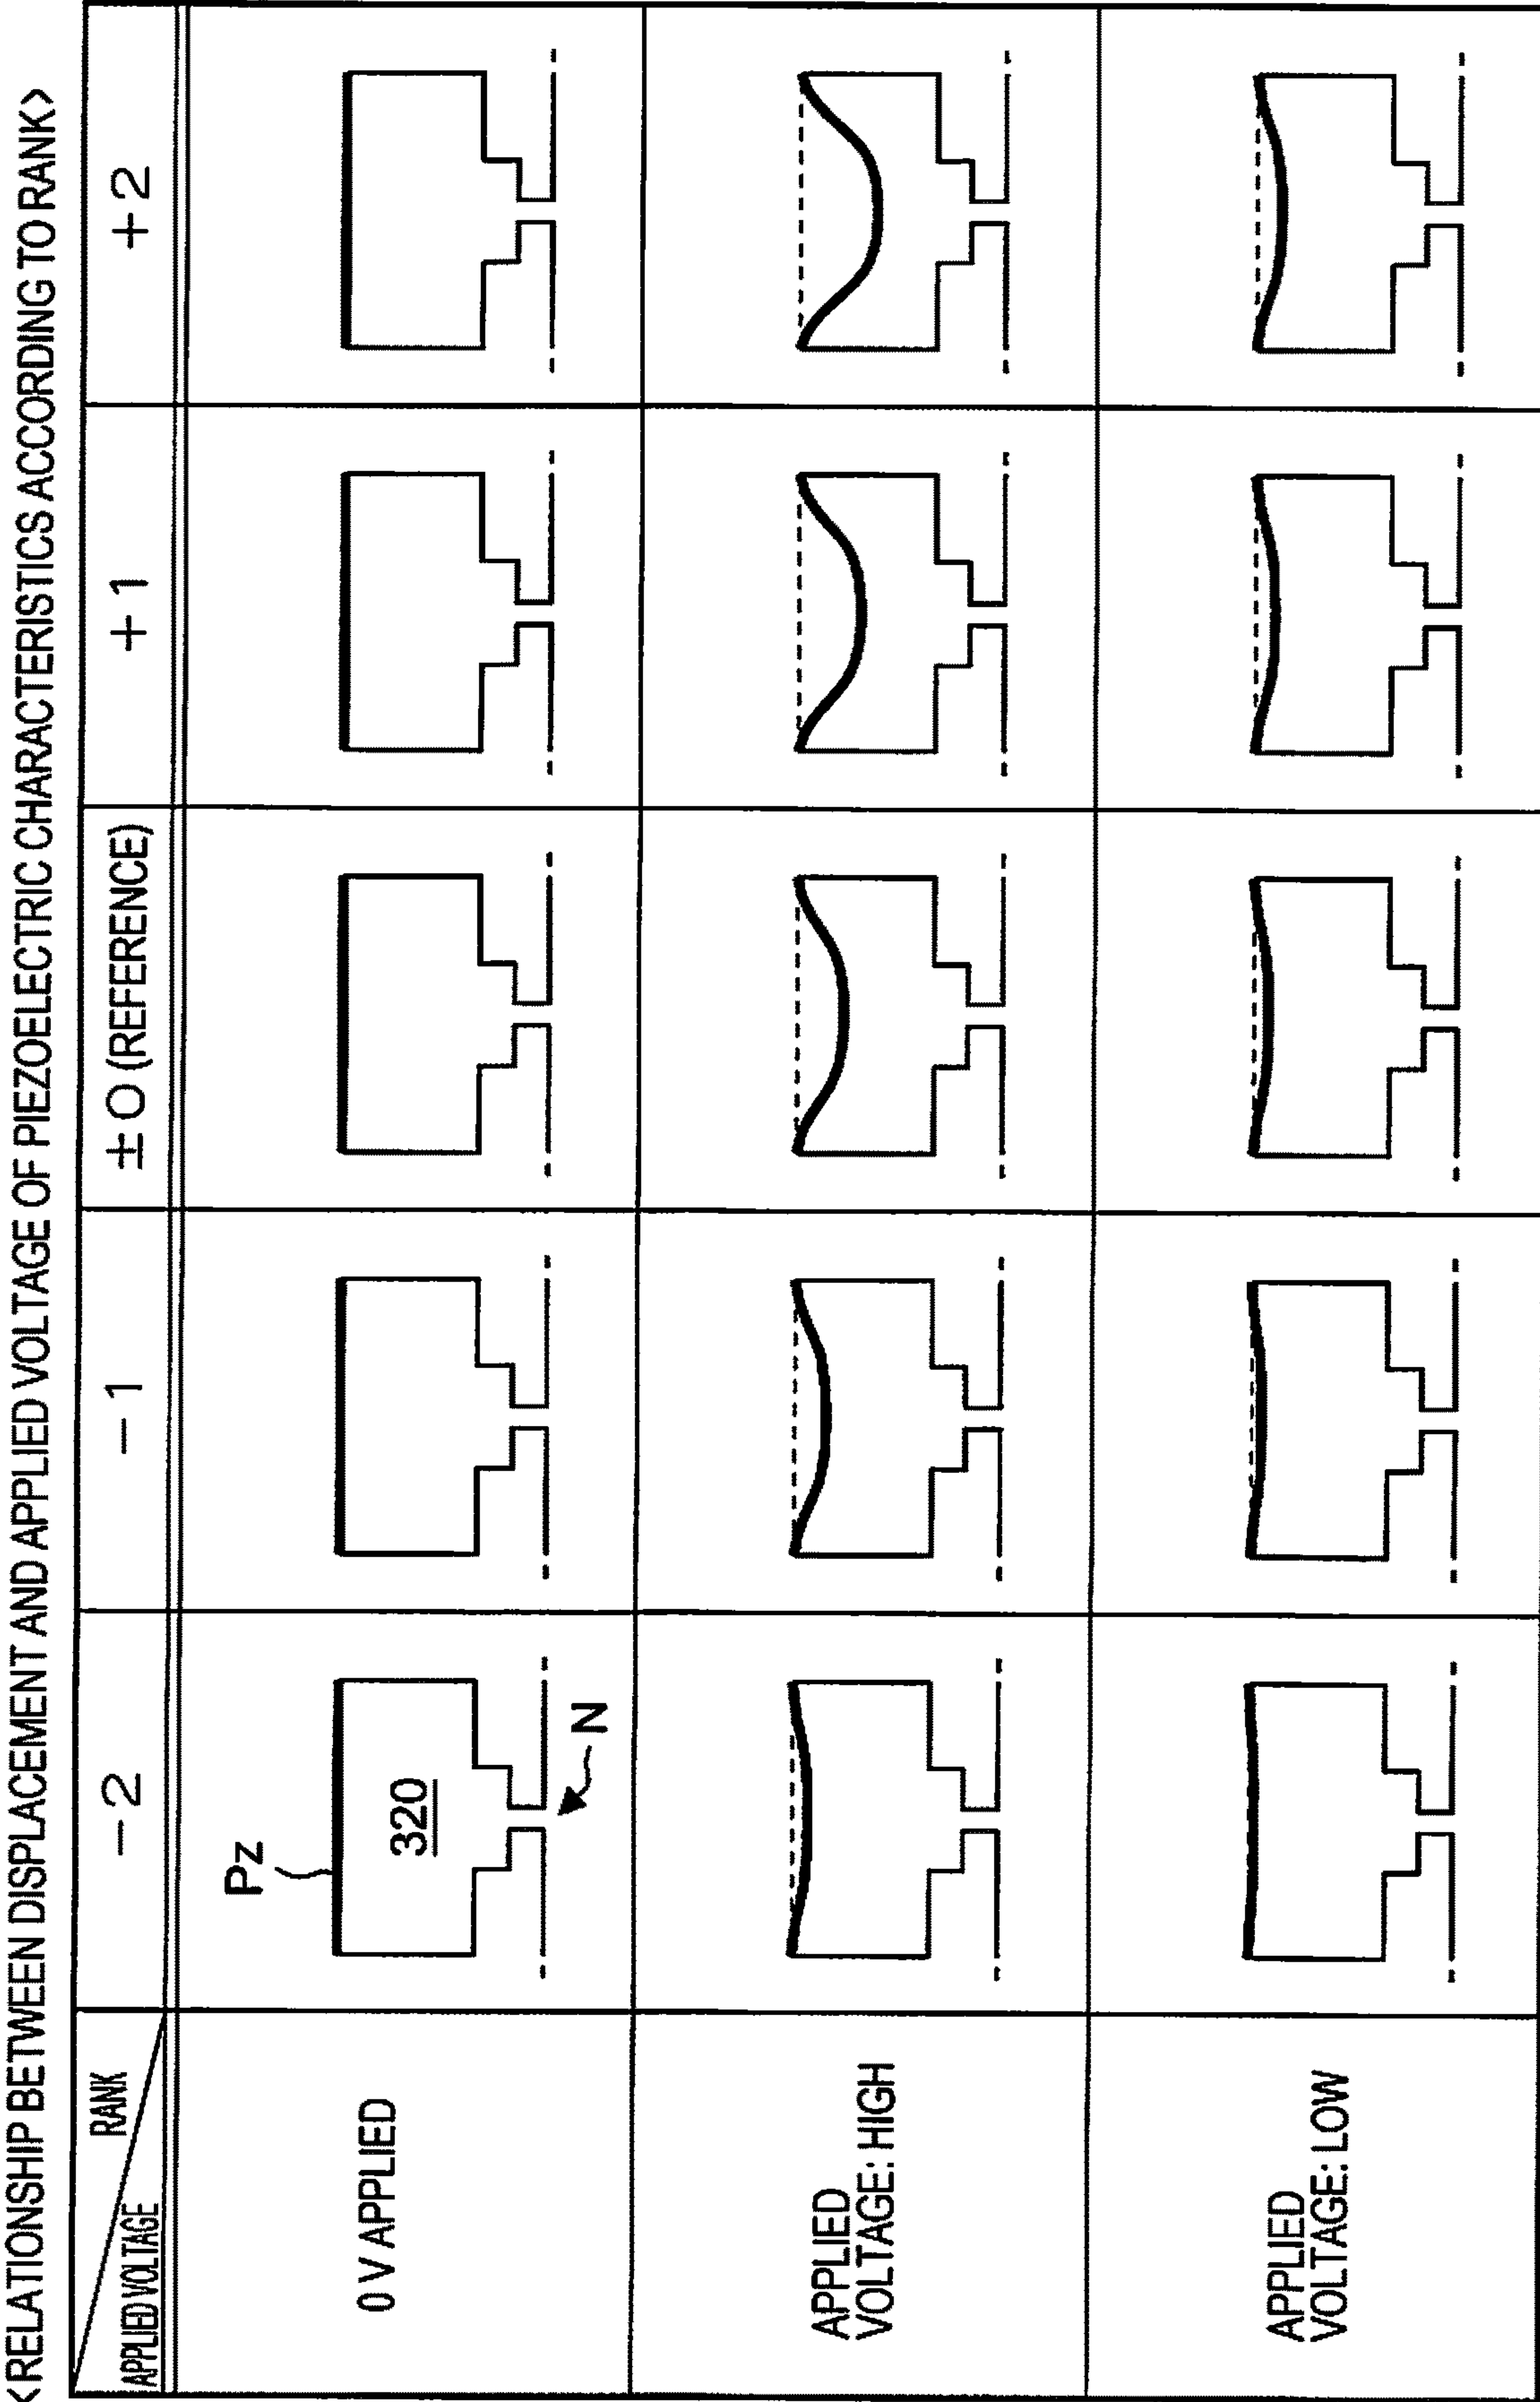 <RELATIONSHIP BETWEEN DISPLACEMENT AND APPLIED VOLTAGE OF PIEZOELECTRIC CHARACTERISTICS ACCORDING TO RANK>
RANK
APPLIED VOLTAGE
−2
−1
±0 (REFERENCE)
+1
+2
0 V APPLIED
Pz
320
N
APPLIED
VOLTAGE: HIGH
APPLIED
VOLTAGE: LOW